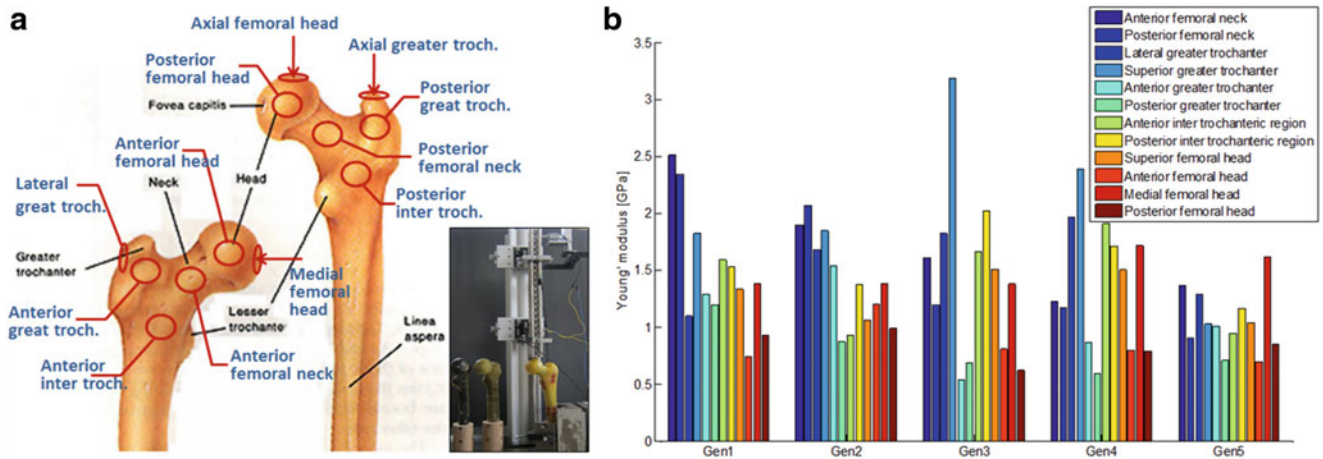 a
Axial femoral head
Axial greater troch.
Posterior
femoral head
Fovea capitis
Posterior
great troch.
Anterior
femoral head
Posterior
femoral neck
Neck
Head
Lateral
great troch.
Posterior
inter troch.
Greater
trochanter
Medial
femoral
head
Lesser
trochante
Linea
aspera
Anterior
great troch.
Anterior
femoral neck
Anterior
inter troch.
b
Young' modulus [GPa]
3.5
3
2.5
2
1.5
1
0.5
0
Gen1
Gen2
Gen3
Gen4
Gen5
Anterior femoral neck
Posterior femoral neck
Lateral greater trochanter
Superior greater trochanter
Anterior greater trochanter
Posterior greater trochanter
Anterior inter trochanteric region
Posterior inter trochanteric region
Superior femoral head
Anterior femoral head
Medial femoral head
Posterior femoral head